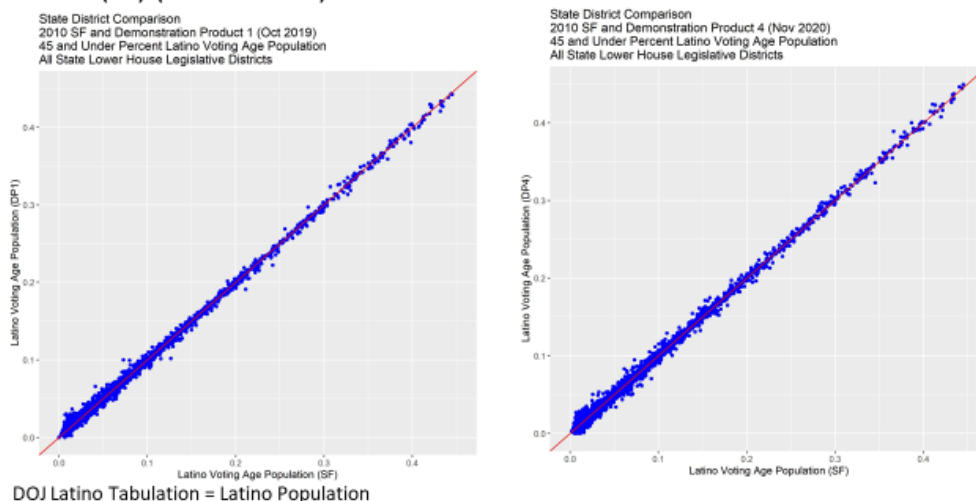 State District Comparison
2010 SF and Demonstration Product 1 (Oct 2019)
45 and Under Percent Latino Voting Age Population
All State Lower House Legislative Districts
0.4
0.3
0.2
0.1
0.0
Latino Voting Age Population (DP1)
0.0 0.1 0.2 0.3 0.4
Latino Voting Age Population (SF)
State District Comparison
2010 SF and Demonstration Product 4 (Nov 2020)
45 and Under Percent Latino Voting Age Population
All State Lower House Legislative Districts
0.4
0.3
0.2
0.1
0.0
Latino Voting Age Population (DP4)
0.0 0.1 0.2 0.3 0.4
Latino Voting Age Population (SF)
DOJ Latino Tabulation = Latino Population